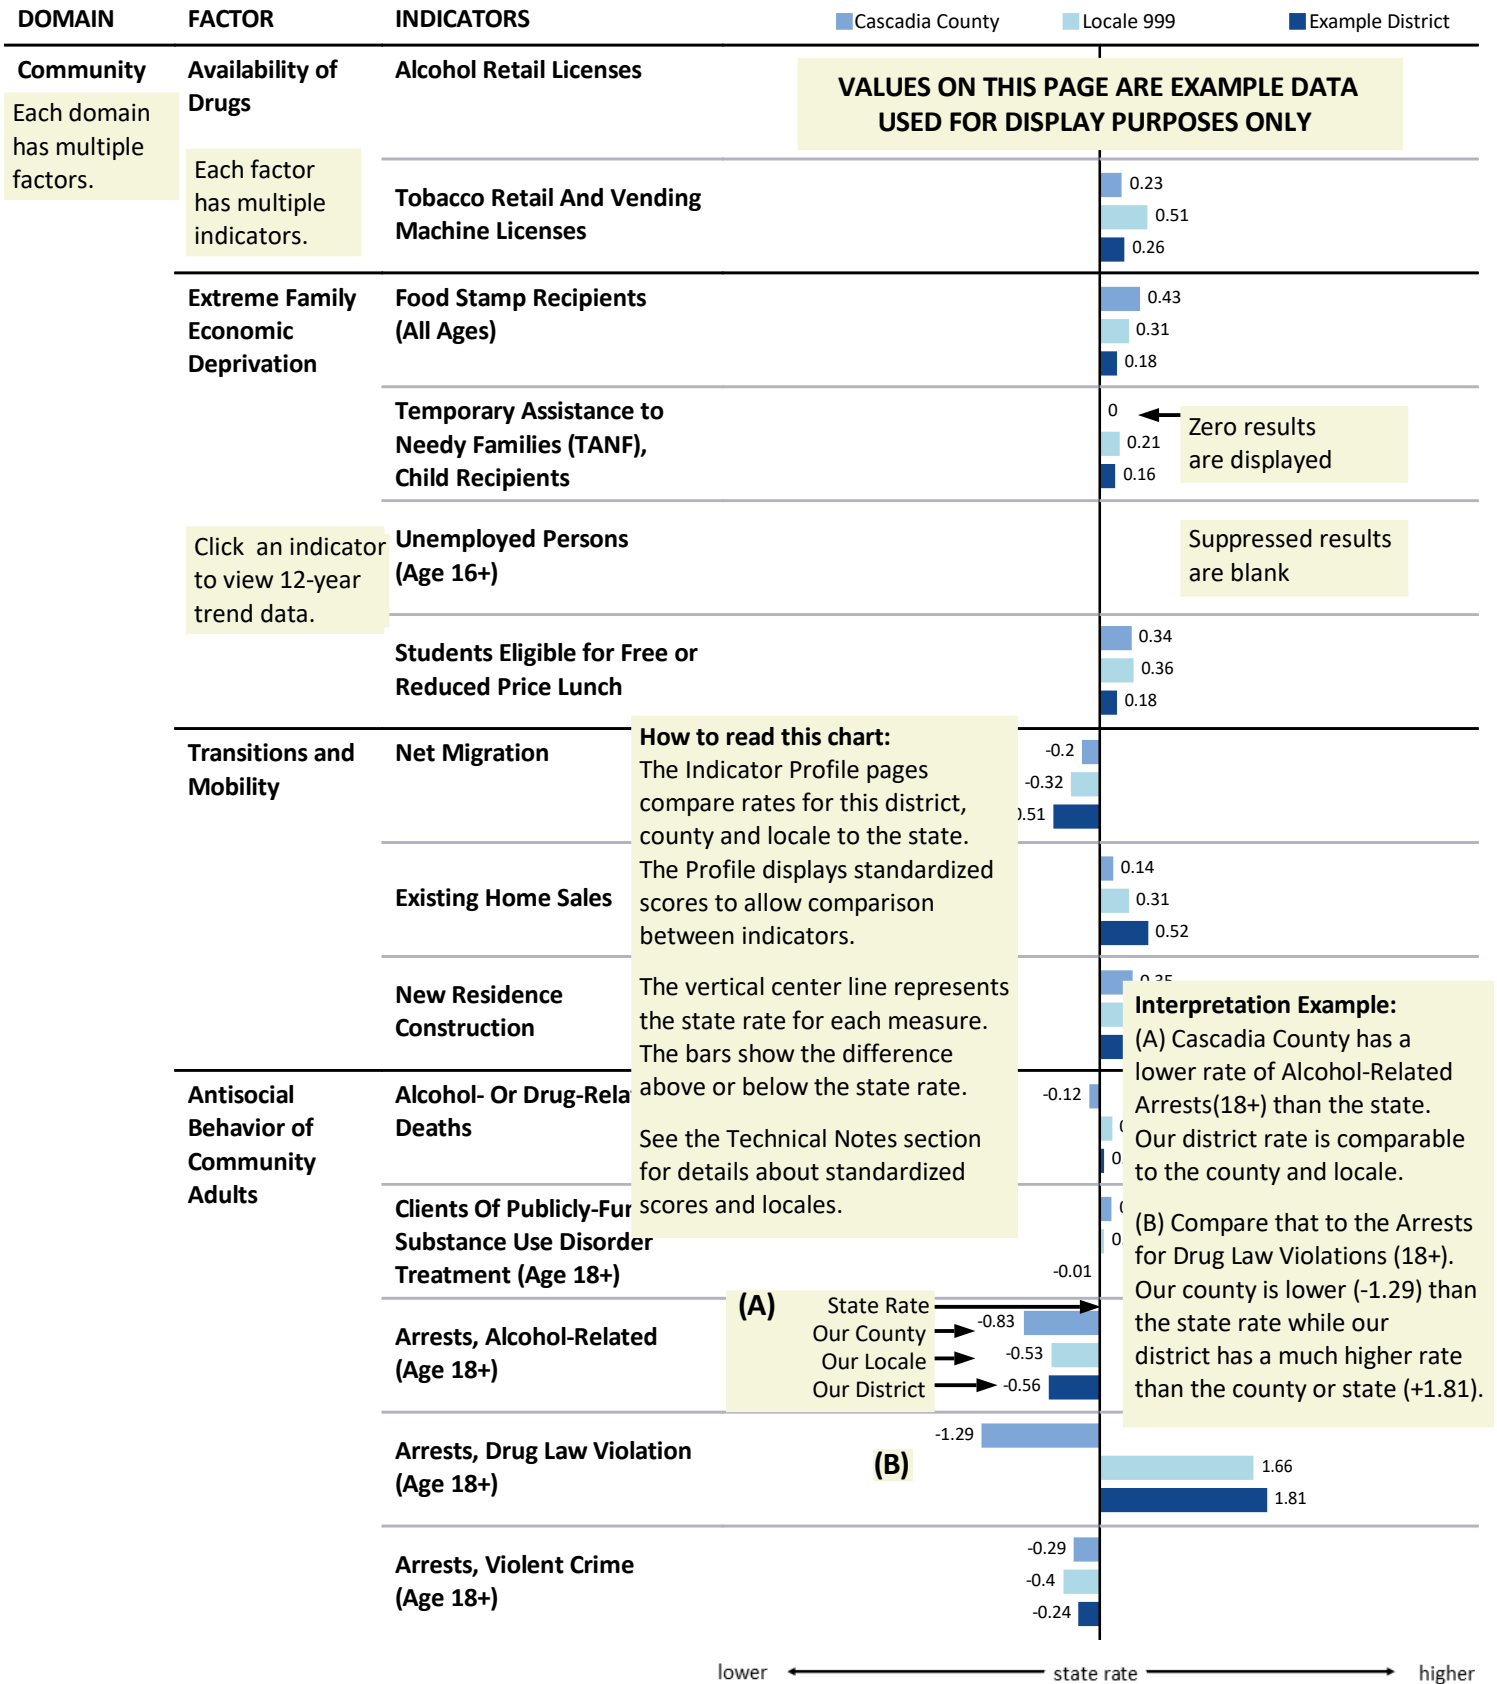 DOMAIN FACTOR INDICATORS Cascadia County Locale 999 Example District
Community
Each domain
has multiple
factors.
Availability of
Drugs
Each factor
has multiple
indicators.
Alcohol Retail Licenses
VALUES ON THIS PAGE ARE EXAMPLE DATA
USED FOR DISPLAY PURPOSES ONLY
Tobacco Retail And Vending
Machine Licenses
0.23
0.51
0.26
Extreme Family
Economic
Deprivation
Food Stamp Recipients
(All Ages)
0.43
0.31
0.18
Temporary Assistance to
Needy Families (TANF),
Child Recipients
0
0.21
0.16
Zero results
are displayed
Click an indicator
to view 12-year
trend data.
Unemployed Persons
(Age 16+)
Suppressed results
are blank
Students Eligible for Free or
Reduced Price Lunch
0.34
0.36
0.18
Transitions and
Mobility
Net Migration
-0.2
-0.32
.51
How to read this chart:
The Indicator Profile pages
compare rates for this district,
county and locale to the state.
The Profile displays standardized
scores to allow comparison
between indicators.
The vertical center line represents
the state rate for each measure.
The bars show the difference
above or below the state rate.
See the Technical Notes section
for details about standardized
scores and locales.
Existing Home Sales
0.14
0.31
0.52
New Residence
Construction
Interpretation Example:
(A) Cascadia County has a
lower rate of Alcohol-Related
Arrests(18+) than the state.
Our district rate is comparable
to the county and locale.
(B) Compare that to the Arrests
for Drug Law Violations (18+).
Our county is lower (-1.29) than
the state rate while our
district has a much higher rate
than the county or state (+1.81).
Antisocial
Behavior of
Community
Adults
Alcohol- Or Drug-Rela
Deaths
-0.12
0.
Clients Of Publicly-Fur
Substance Use Disorder
Treatment (Age 18+)
0.
-0.01
Arrests, Alcohol-Related
(Age 18+)
(A)
State Rate
Our County
Our Locale
Our District
-0.83
-0.53
-0.56
Arrests, Drug Law Violation
(Age 18+)
(B)
-1.29
1.66
1.81
Arrests, Violent Crime
(Age 18+)
-0.29
-0.4
-0.24
lower state rate higher